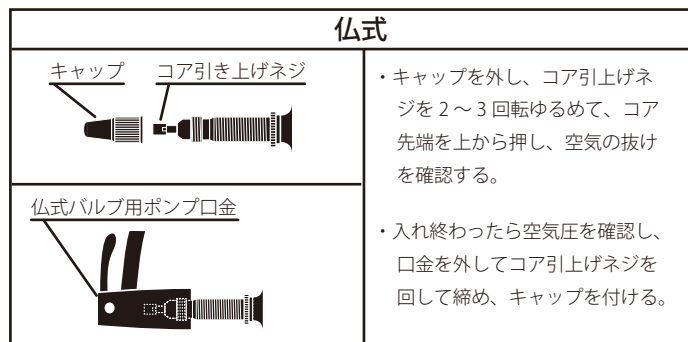 仏式
キャップ
コア引き上げネジ
仏式バルブ用ポンプ口金
・キャップを外し、コア引上げネ
ジを2～3回転ゆるめて、コア
先端を上から押し、空気の抜け
を確認する。
・入れ終わったら空気圧を確認し、
口金を外してコア引上げネジを
回して締め、キャップを付ける。